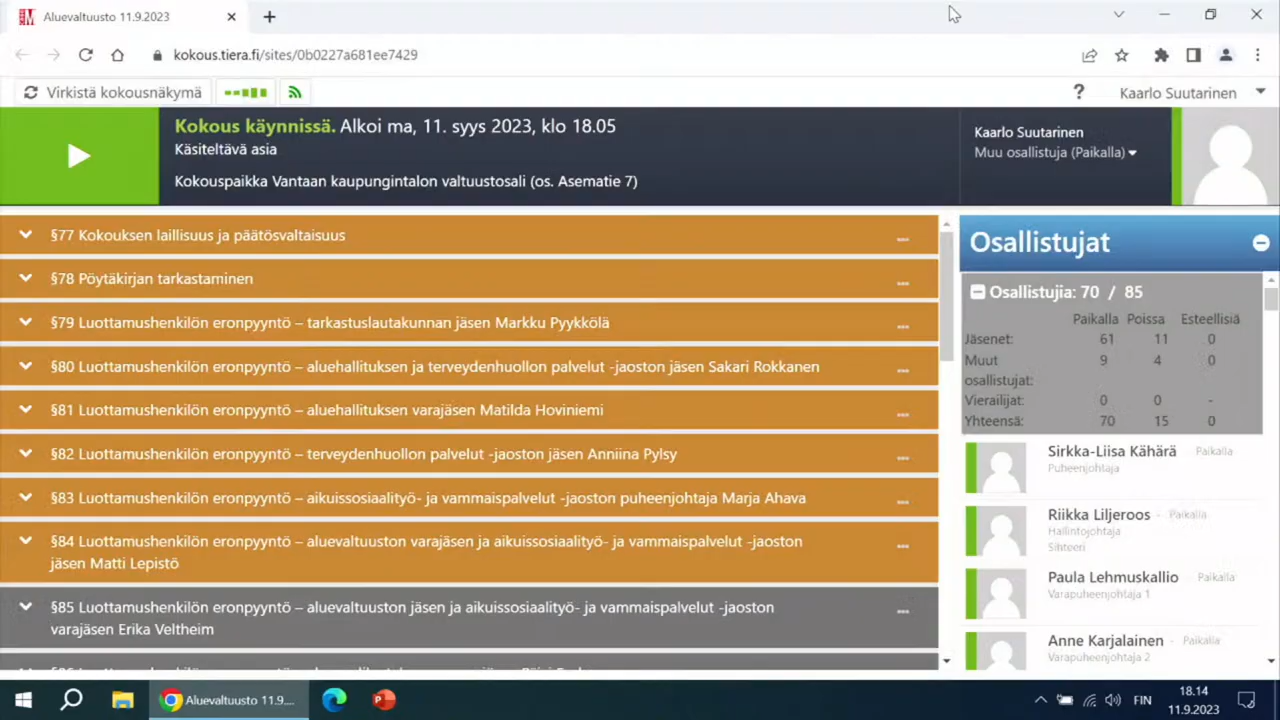 Aluevaltuusto 11.9.2023
kokous.tiera.fi/sites/0b0227a681ee7429
Virkistä kokousnäkymä
? Kaarlo Suutarinen
Kokous käynnissä. Alkoi ma, 11. syys 2023, klo 18.05
Käsiteltävä asia
Kokouspaikka Vantaan kaupungintalon valtuustosali (os. Asematie 7)
Kaarlo Suutarinen
Muu osallistuja (Paikalla)
§77 Kokouksen laillisuus ja päätösvaltaisuus
§78 Pöytäkirjan tarkastaminen
§79 Luottamushenkilön eronpyyntö – tarkastuslautakunnan jäsen Markku Pyykkölä
§80 Luottamushenkilön eronpyyntö – aluehallituksen ja terveydenhuollon palvelut -jaoston jäsen Sakari Rokkanen
§81 Luottamushenkilön eronpyyntö – aluehallituksen varajäsen Matilda Hoviniemi
§82 Luottamushenkilön eronpyyntö – terveydenhuollon palvelut -jaoston jäsen Anniina Pylsy
§83 Luottamushenkilön eronpyyntö – aikuissosiaalityö- ja vammaispalvelut -jaoston puheenjohtaja Marja Ahava
§84 Luottamushenkilön eronpyyntö – aluevaltuuston varajäsen ja aikuissosiaalityö- ja vammaispalvelut -jaoston
jäsen Matti Lepistö
§85 Luottamushenkilön eronpyyntö – aluevaltuuston jäsen ja aikuissosiaalityö- ja vammaispalvelut -jaoston
varajäsen Erika Veltheim
Osallistujat
Osallistujia: 70 / 85
Paikalla Poissa Esteellisiä
Jäsenet: 61 11 0
Muut 9 4 0
osallistujat:
Vierailijat: 0 0 -
Yhteensä: 70 15 0
Sirkka-Liisa Kähärä Paikalla
Puheenjohtaja
Riikka Liljeroos - Paikalla
Hallintojohtaja
Sihteeri
Paula Lehmuskallio Paikalla
Varapuheenjohtaja 1
Anne Karjalainen - Paikalla
Varapuheenjohtaja 2
Aluevaltuusto 11.9....
FIN
18.14
11.9.2023